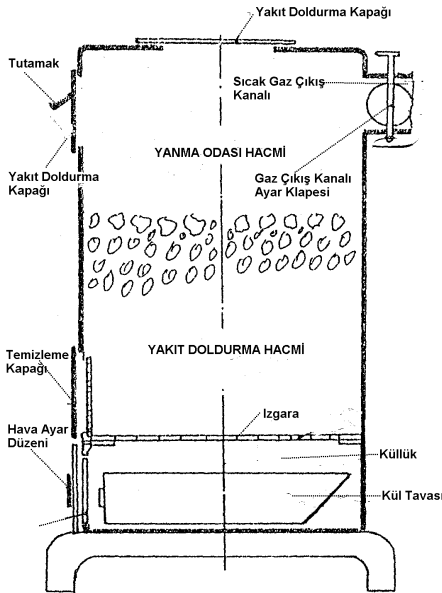 Yakıt Doldurma Kapağı
Tutamak
Sıcak Gaz Çıkış
Kanalı
YANMA ODASI HACMİ
Yakıt Doldurma
Kapağı
Gaz Çıkış Kanalı
Ayar Klapesi
YAKIT DOLDURMA HACMİ
Temizleme
Kapağı
Izgara
Hava Ayar
Düzeni
Küllük
Kül Tavası